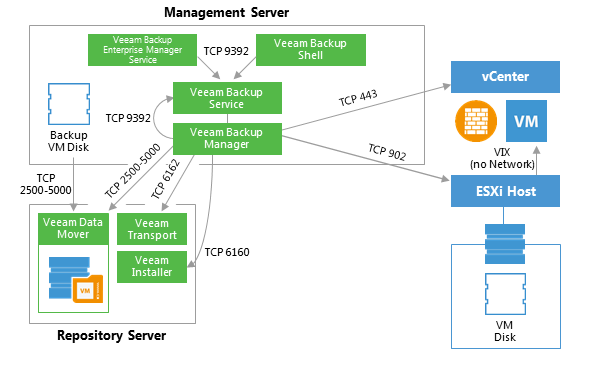 Management Server
Veeam Backup
Enterprise Manager
Service
TCP 9392
Veeam Backup
Shell
Veeam Backup
Service
TCP 443
vCenter
Backup
VM Disk
TCP 9392
Veeam Backup
Manager
VM
VIX
(no Network)
TCP
2500-5000
TCP 2500-5000
TCP 6162
TCP 902
ESXi Host
Veeam Data
Mover
Veeam
Transport
TCP 6160
Veeam
Installer
VM
Repository Server
VM
Disk